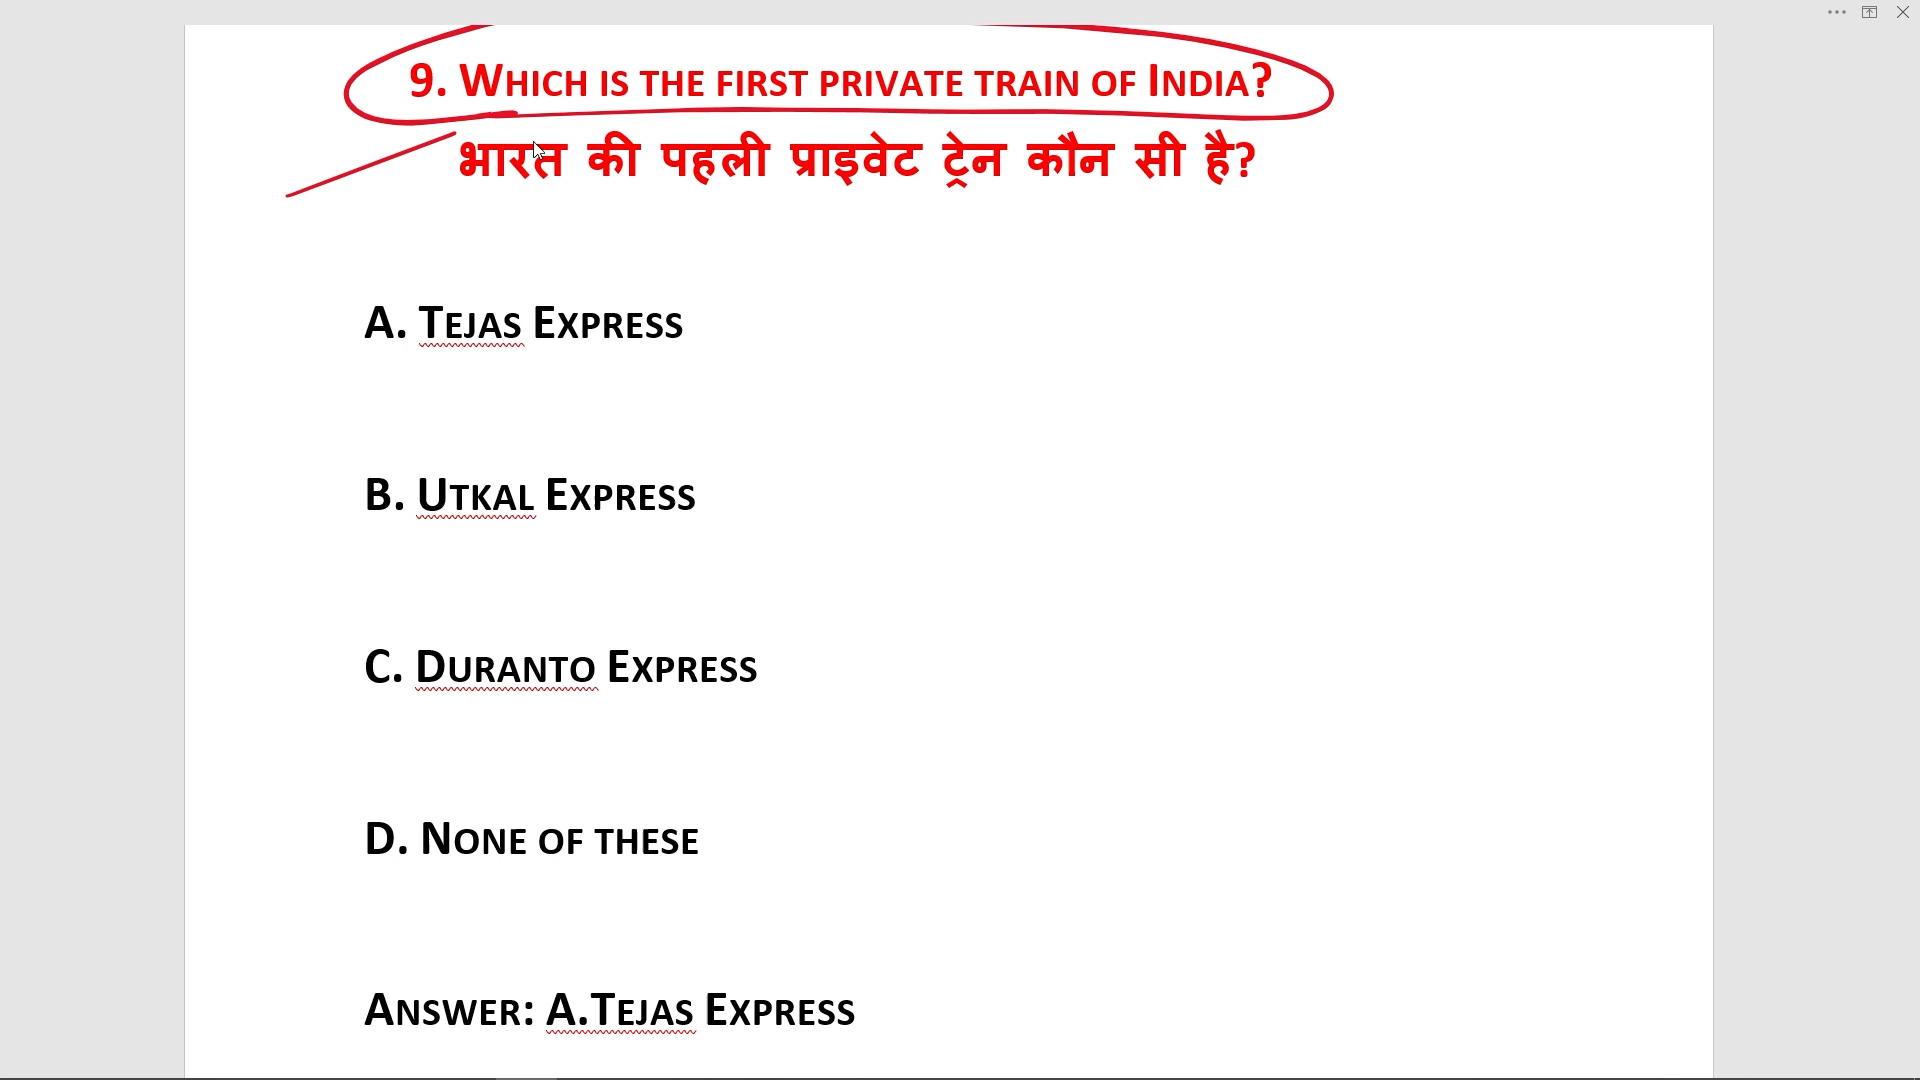 9. Which is the first private train of India?
भारत की पहली प्राइवेट ट्रेन कौन सी है?
A. Tejas Express
B. Utkal Express
C. Duranto Express
D. None of these
Answer: A.Tejas Express